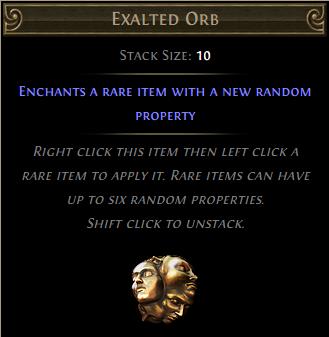 Exalted Orb
Stack Size: 10
Enchants a rare item with a new random
property
Right click this item then left click a
rare item to apply it. Rare items can have
up to six random properties.
Shift click to unstack.